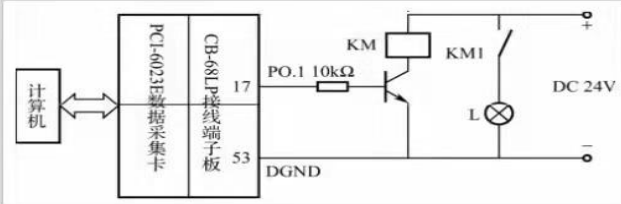 计算机
PCI-6023E数据采集卡
CB-68LP接线端子板
17
53
PO.1 10kΩ
DGND
KM
KM1
L
+
DC 24V
−